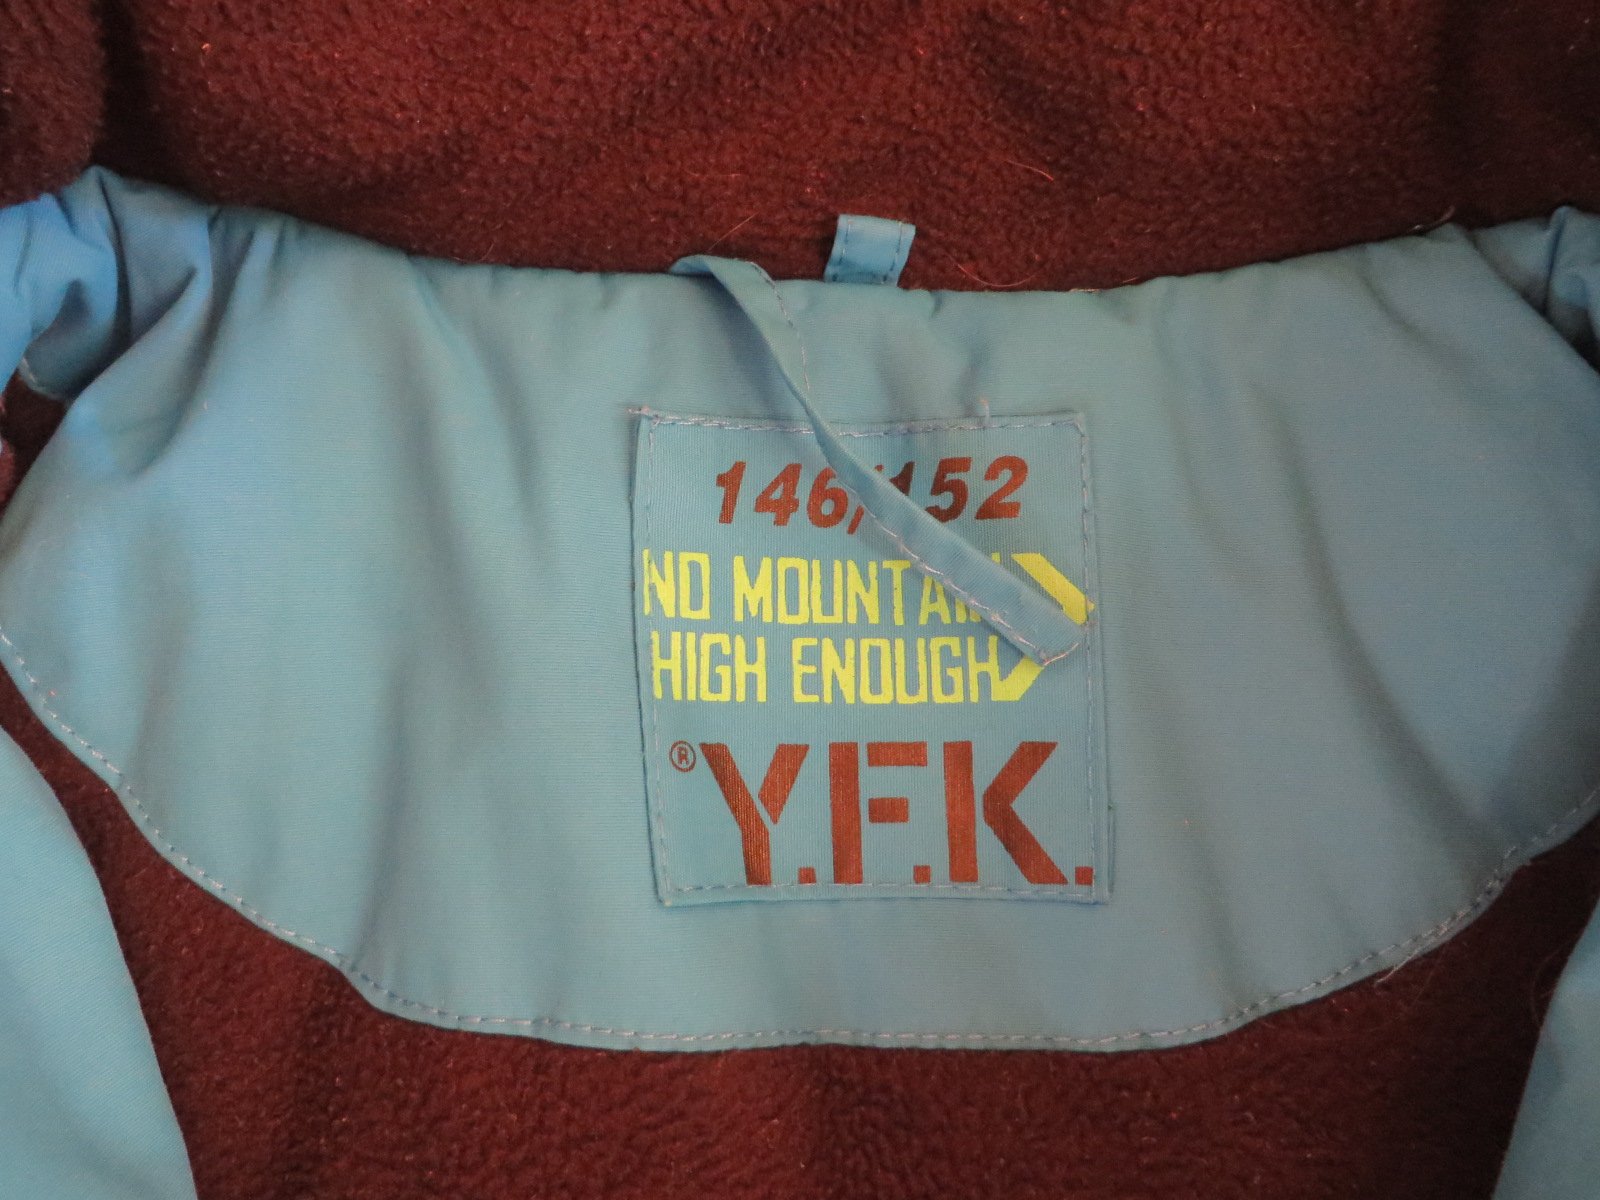 146/152
NO MOUNTAIN
HIGH ENOUGH
® Y.F.K.